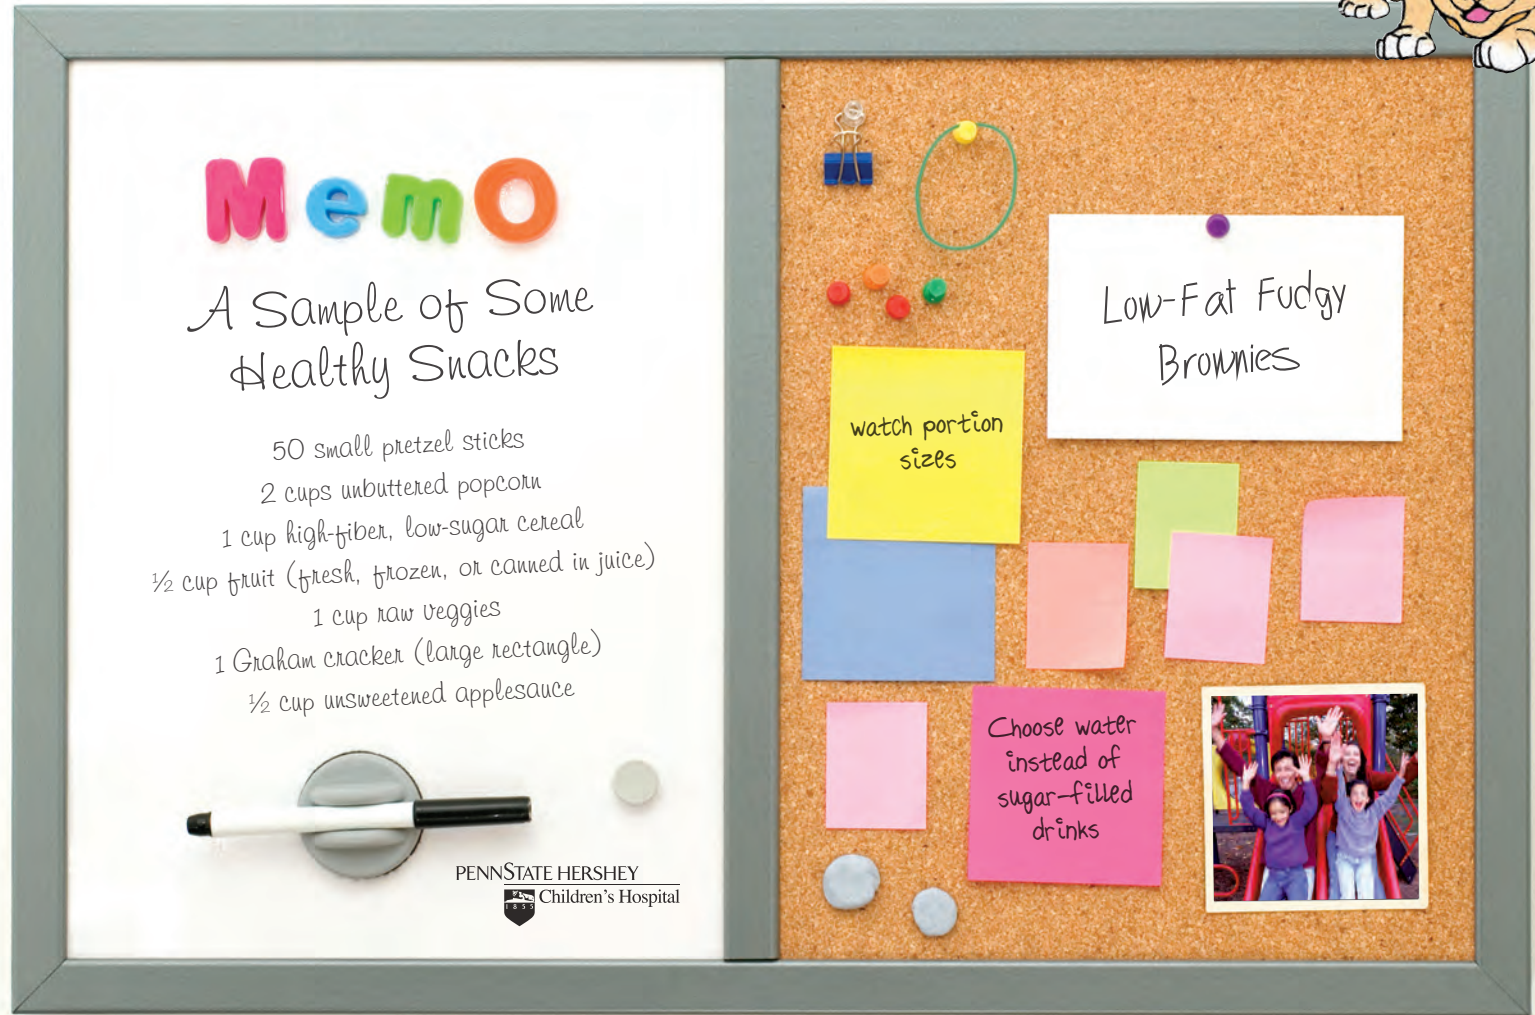 Memo
A Sample of Some
Healthy Snacks
50 small pretzel sticks
2 cups unbuttered popcorn
1 cup high-fiber, low-sugar cereal
½ cup fruit (fresh, frozen, or canned in juice)
1 cup raw veggies
1 Graham cracker (large rectangle)
½ cup unsweetened applesauce
PENNSTATE HERSHEY
Children's Hospital
1855
Low-Fat Fudgy
Brownies
watch portion
sizes
Choose water
instead of
sugar-filled
drinks